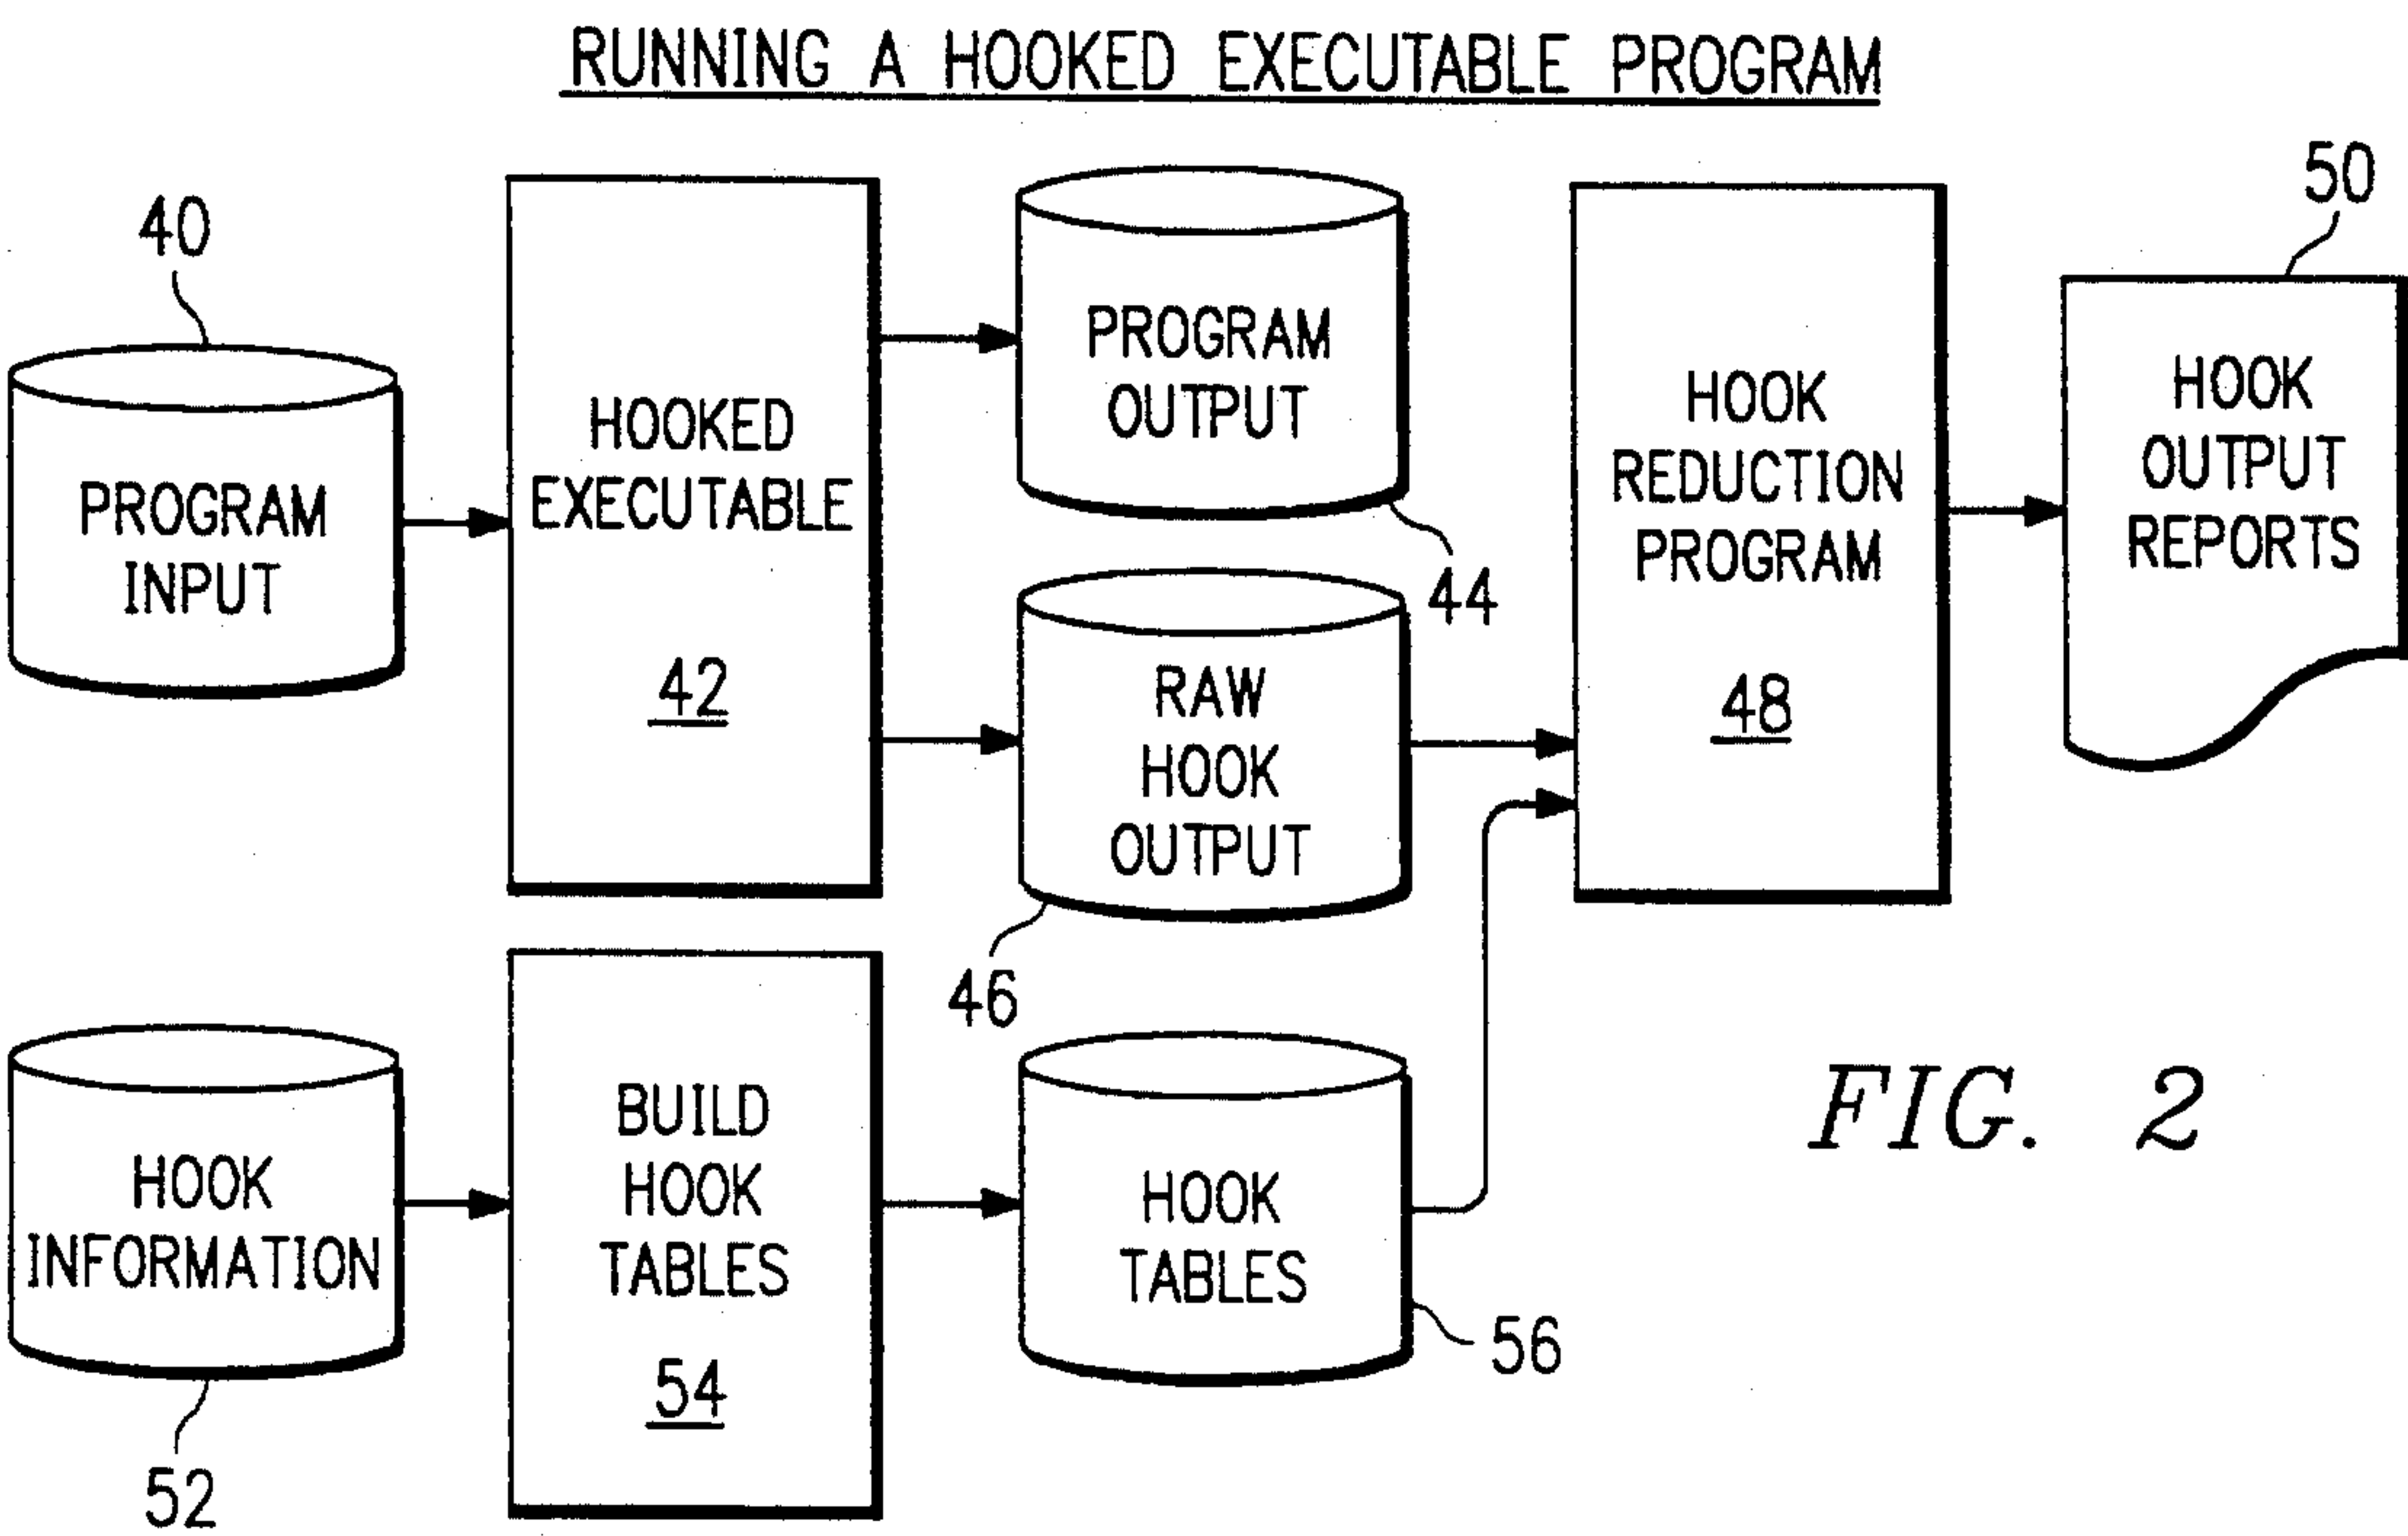 RUNNING A HOOKED EXECUTABLE PROGRAM
40
PROGRAM
INPUT
HOOKED
EXECUTABLE
42
PROGRAM
OUTPUT
44
RAW
HOOK
OUTPUT
46
HOOK
REDUCTION
PROGRAM
48
50
HOOK
OUTPUT
REPORTS
HOOK
INFORMATION
52
BUILD
HOOK
TABLES
54
HOOK
TABLES
56
FIG. 2